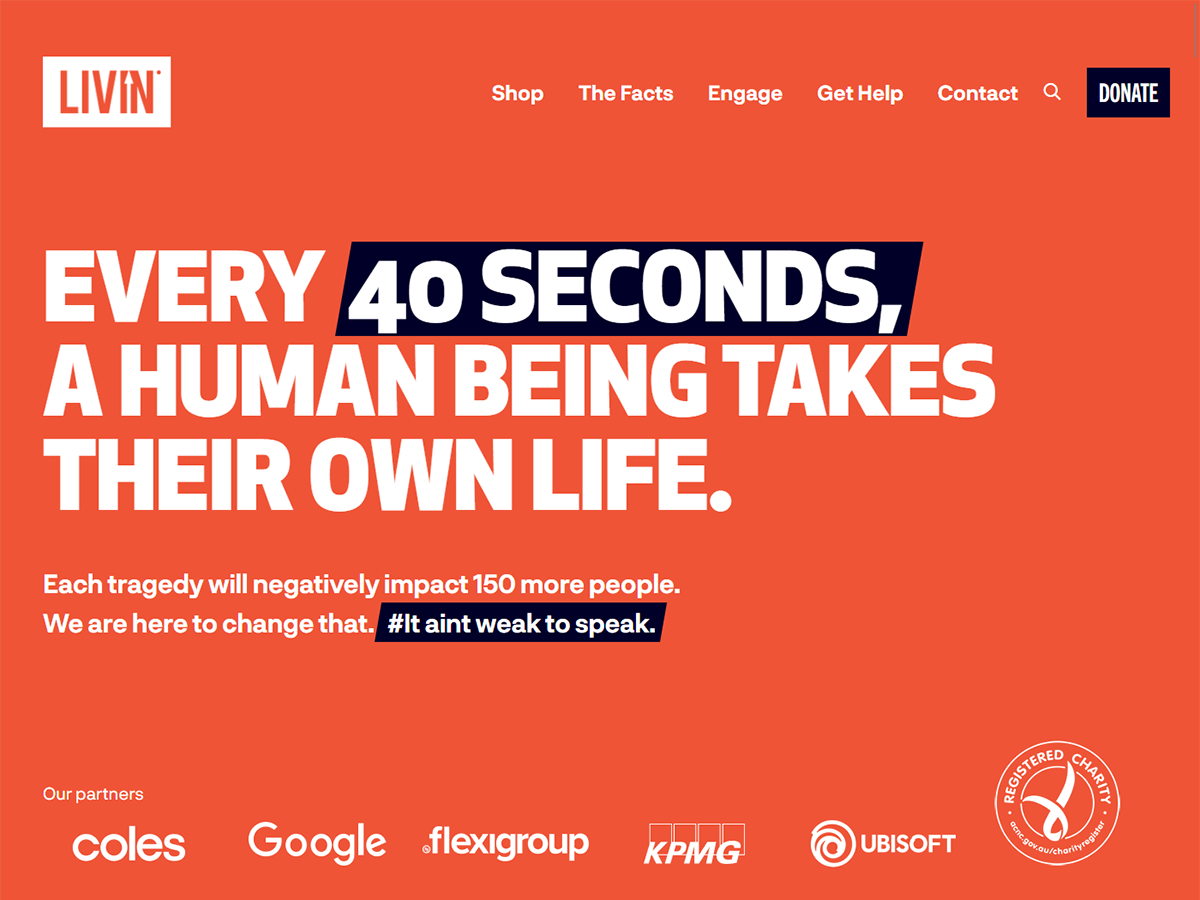 LIVIN
Shop The Facts Engage Get Help Contact DONATE
EVERY 40 SECONDS,
A HUMAN BEING TAKES
THEIR OWN LIFE.
Each tragedy will negatively impact 150 more people.
We are here to change that. #It aint weak to speak.
Our partners
coles Google flexigroup KPMG UBISOFT
REGISTERED CHARITY
acnc.gov.au/charityregister